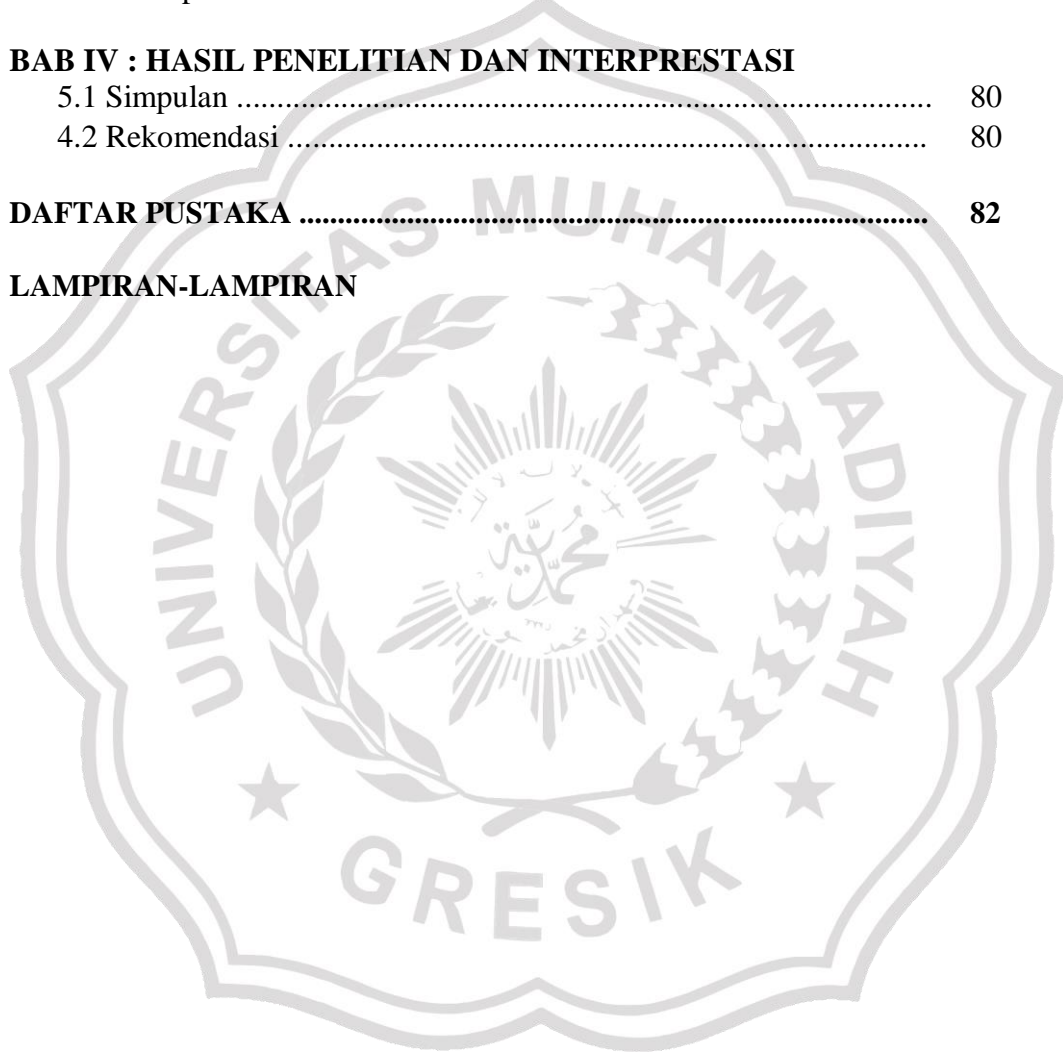 BAB IV : HASIL PENELITIAN DAN INTERPRESTASI
5.1 Simpulan ........................................................................ 80
4.2 Rekomendasi .................................................................. 80
DAFTAR PUSTAKA ................................................................................. 82
LAMPIRAN-LAMPIRAN
UNIVERSITAS MUHAMMADIYAH
محمدية
GRESIK